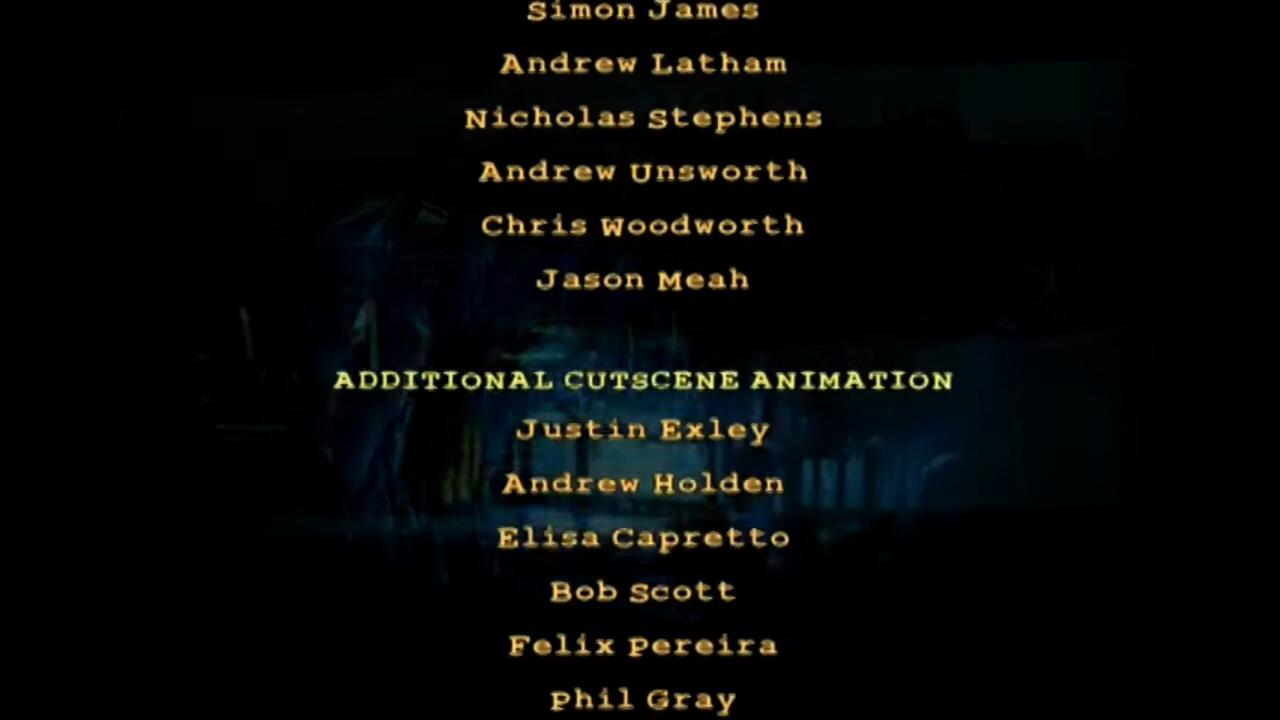 Simon James
Andrew Latham
Nicholas Stephens
Andrew Unsworth
Chris Woodworth
Jason Meah
ADDITIONAL CUTSCENE ANIMATION
Justin Exley
Andrew Holden
Elisa Capretto
Bob Scott
Felix Pereira
Phil Gray